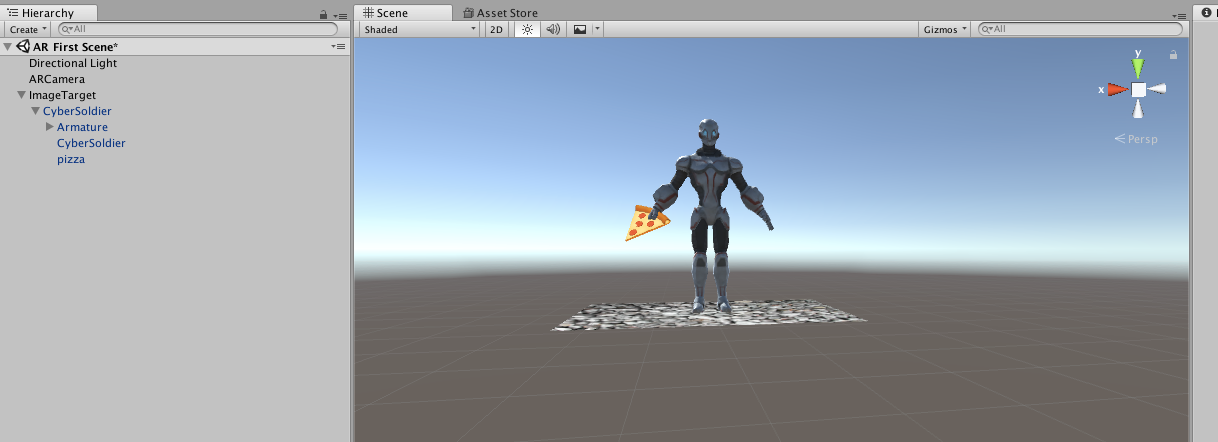 Hierarchy
Create
All
AR First Scene*
Directional Light
ARCamera
ImageTarget
CyberSoldier
Armature
CyberSoldier
pizza
Scene
Asset Store
Shaded
2D
Gizmos
All
y
x
Persp